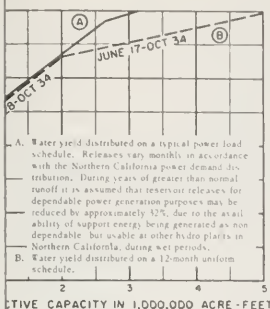 A
B
JUNE 17-OCT 34
8-OCT 34
A. Water yield distributed on a typical power load
schedule. Releases vary monthly in accordance
with the Northern California power demand dis
tribution. During years of greater than normal
runoff it is assumed that reservoir releases for
dependable power generation purposes may be
reduced by approximately 32%, due to the avail
ability of support energy being generated as non
dependable but usable at other hydro plants in
Northern California, during wet periods.
B. Water yield distributed on a 12-month uniform
schedule.
2 3 4 5
CTIVE CAPACITY IN 1,000,000 ACRE-FEET